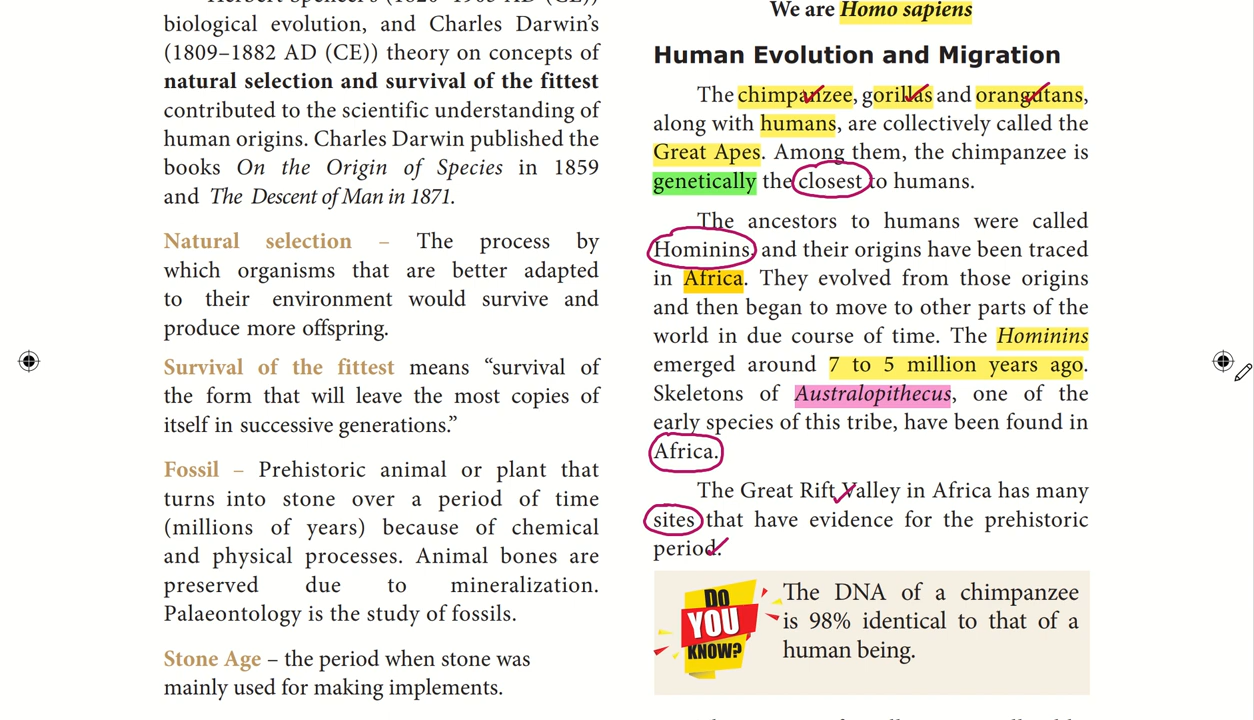 biological evolution, and Charles Darwin's
(1809–1882 AD (CE)) theory on concepts of
natural selection and survival of the fittest
contributed to the scientific understanding of
human origins. Charles Darwin published the
books On the Origin of Species in 1859
and The Descent of Man in 1871.
Natural selection – The process by
which organisms that are better adapted
to their environment would survive and
produce more offspring.
Survival of the fittest means “survival of
the form that will leave the most copies of
itself in successive generations.”
Fossil – Prehistoric animal or plant that
turns into stone over a period of time
(millions of years) because of chemical
and physical processes. Animal bones are
preserved due to mineralization.
Palaeontology is the study of fossils.
Stone Age – the period when stone was
mainly used for making implements.
We are Homo sapiens
Human Evolution and Migration
The chimpanzee, gorillas and orangutans,
along with humans, are collectively called the
Great Apes. Among them, the chimpanzee is
genetically the closest to humans.
The ancestors to humans were called
Hominins, and their origins have been traced
in Africa. They evolved from those origins
and then began to move to other parts of the
world in due course of time. The Hominins
emerged around 7 to 5 million years ago.
Skeletons of Australopithecus, one of the
early species of this tribe, have been found in
Africa.
The Great Rift Valley in Africa has many
sites that have evidence for the prehistoric
period.
DO
YOU
KNOW?
The DNA of a chimpanzee
is 98% identical to that of a
human being.